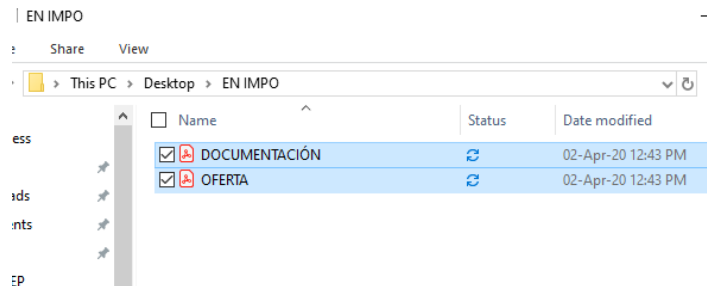 EN IMPO
Share View
This PC > Desktop > EN IMPO
Name Status Date modified
ess
DOCUMENTACIÓN 02-Apr-20 12:43 PM
OFERTA 02-Apr-20 12:43 PM
ads
nts
EP